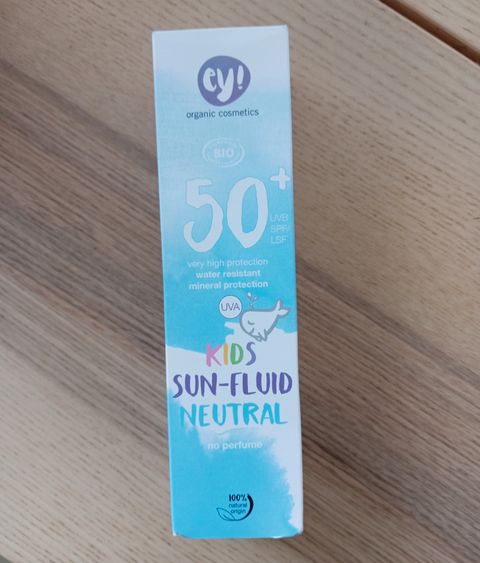 ey!
organic cosmetics
BIO
50+
UVB
SPF/
LSF
very high protection
water resistant
mineral protection
UVA
KIDS
SUN-FLUID
NEUTRAL
no perfume
100%
natural
origin